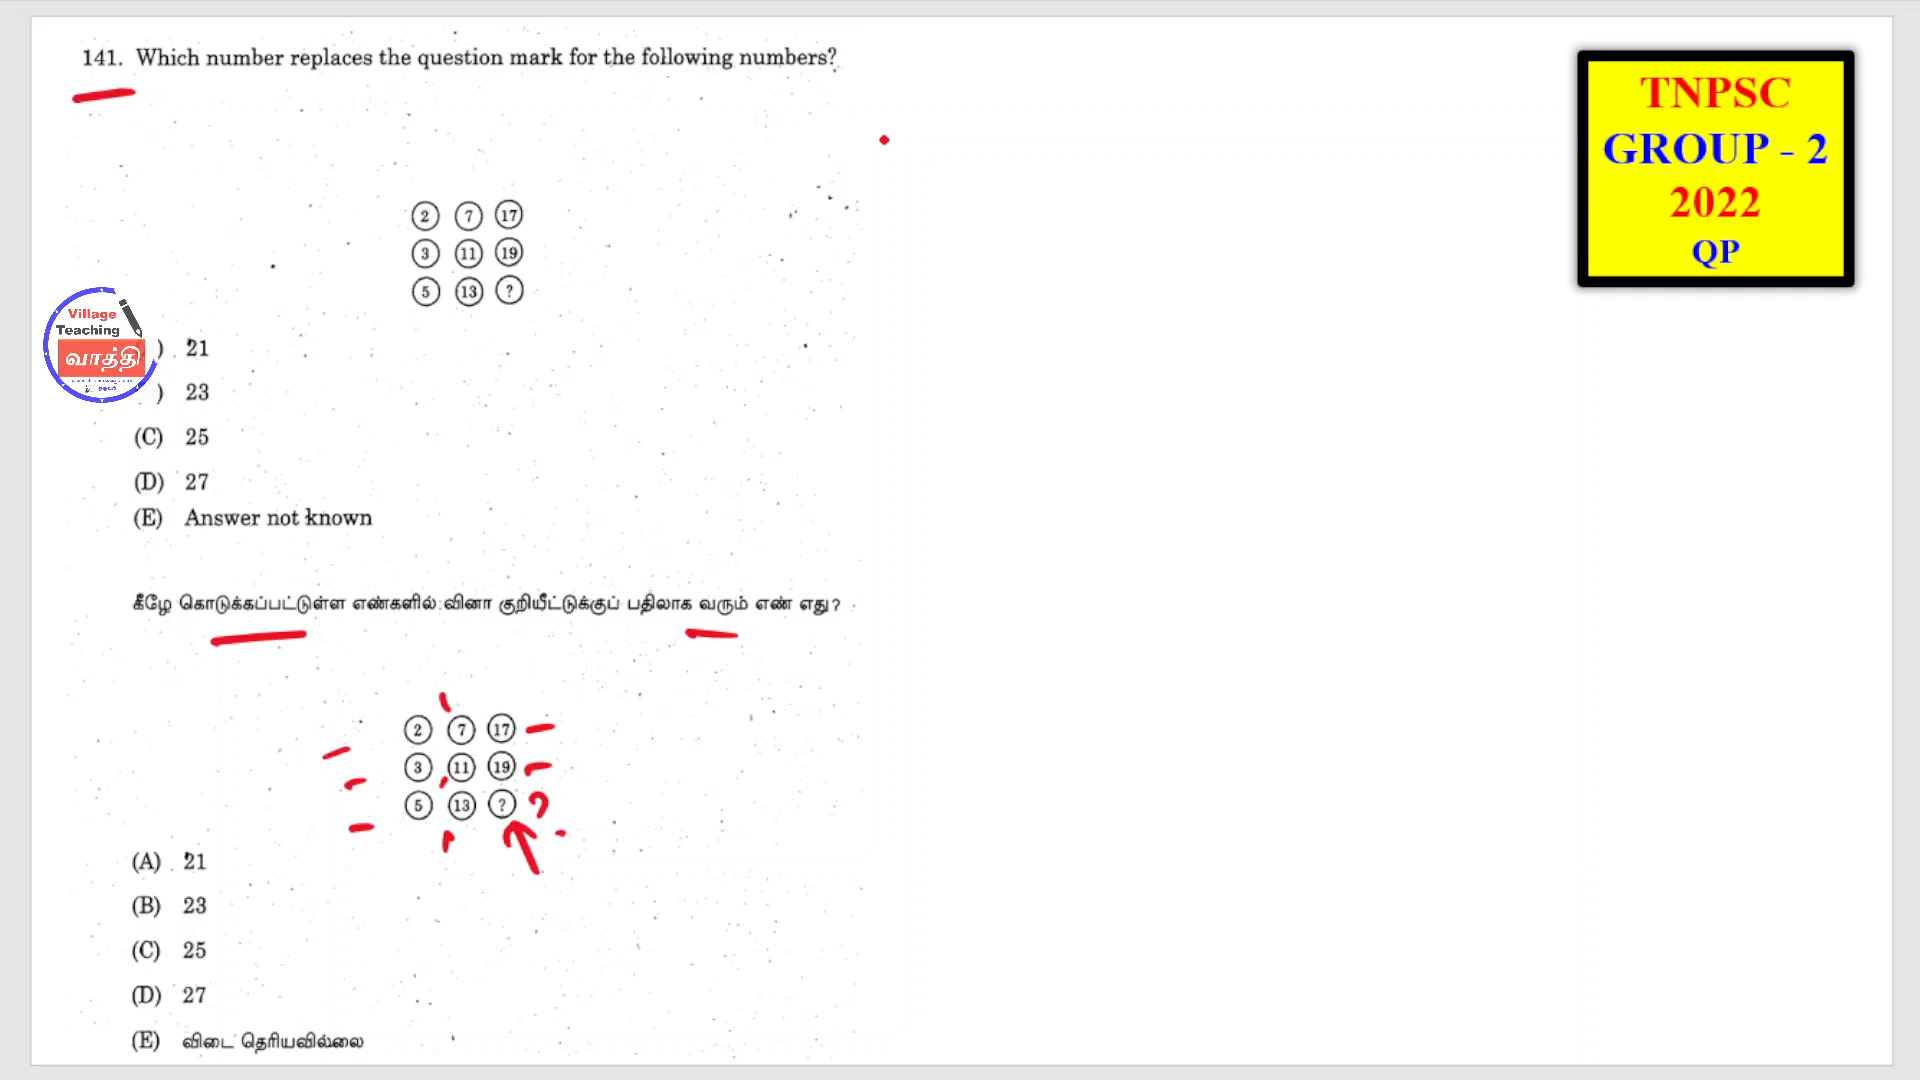 141. Which number replaces the question mark for the following numbers?
TNPSC
GROUP - 2
2022
QP
2 7 17
3 11 19
5 13 ?
Village
Teaching
வாத்தி
) 21
) 23
(C) 25
(D) 27
(E) Answer not known
கீழே கொடுக்கப்பட்டுள்ள எண்களில் வினா குறியீட்டுக்குப் பதிலாக வரும் எண் எது?
2 7 17
3 11 19
5 13 ? ?
(A) 21
(B) 23
(C) 25
(D) 27
(E) விடை தெரியவில்லை